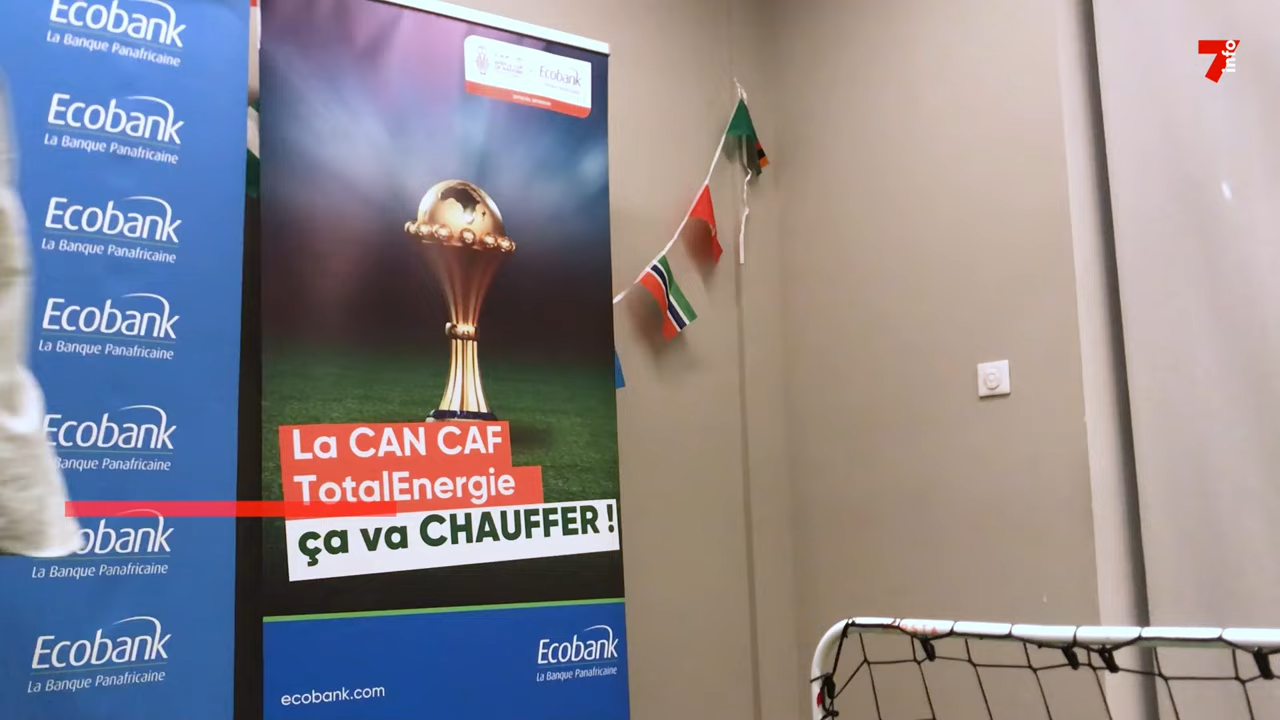 Ecobank
La Banque Panafricaine
Ecobank
La Banque Panafricaine
Ecobank
La Banque Panafricaine
Ecobank
La Banque Panafricaine
Ecobank
Banque Panafricaine
obank
La Banque Panafricaine
Ecobank
La Banque Panafricaine
Ecobank
La CAN CAF
TotalEnergie
ça va CHAUFFER !
Ecobank
La Banque Panafricaine
ecobank.com
7info